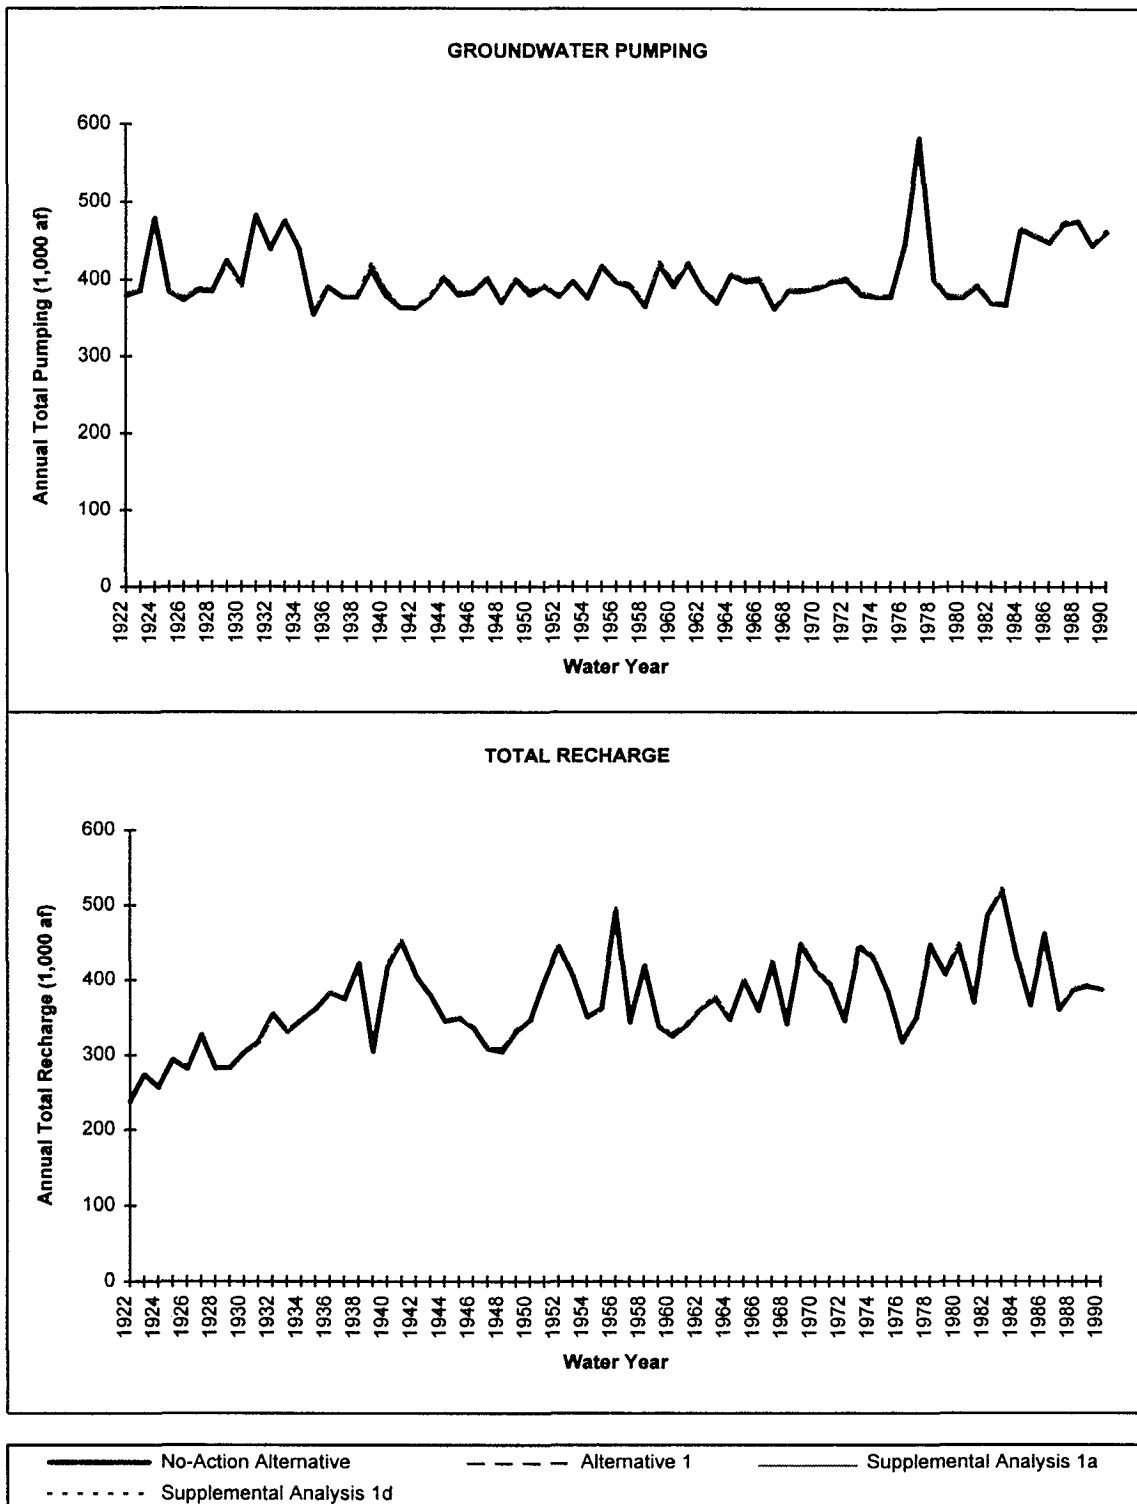 GROUNDWATER PUMPING
Annual Total Pumping (1,000 af)
600
500
400
300
200
100
0
1922 1924 1926 1928 1930 1932 1934 1936 1938 1940 1942 1944 1946 1948 1950 1952 1954 1956 1958 1960 1962 1964 1966 1968 1970 1972 1974 1976 1978 1980 1982 1984 1986 1988 1990
Water Year
TOTAL RECHARGE
Annual Total Recharge (1,000 af)
600
500
400
300
200
100
0
1922 1924 1926 1928 1930 1932 1934 1936 1938 1940 1942 1944 1946 1948 1950 1952 1954 1956 1958 1960 1962 1964 1966 1968 1970 1972 1974 1976 1978 1980 1982 1984 1986 1988 1990
Water Year
No-Action Alternative Alternative 1 Supplemental Analysis 1a
Supplemental Analysis 1d